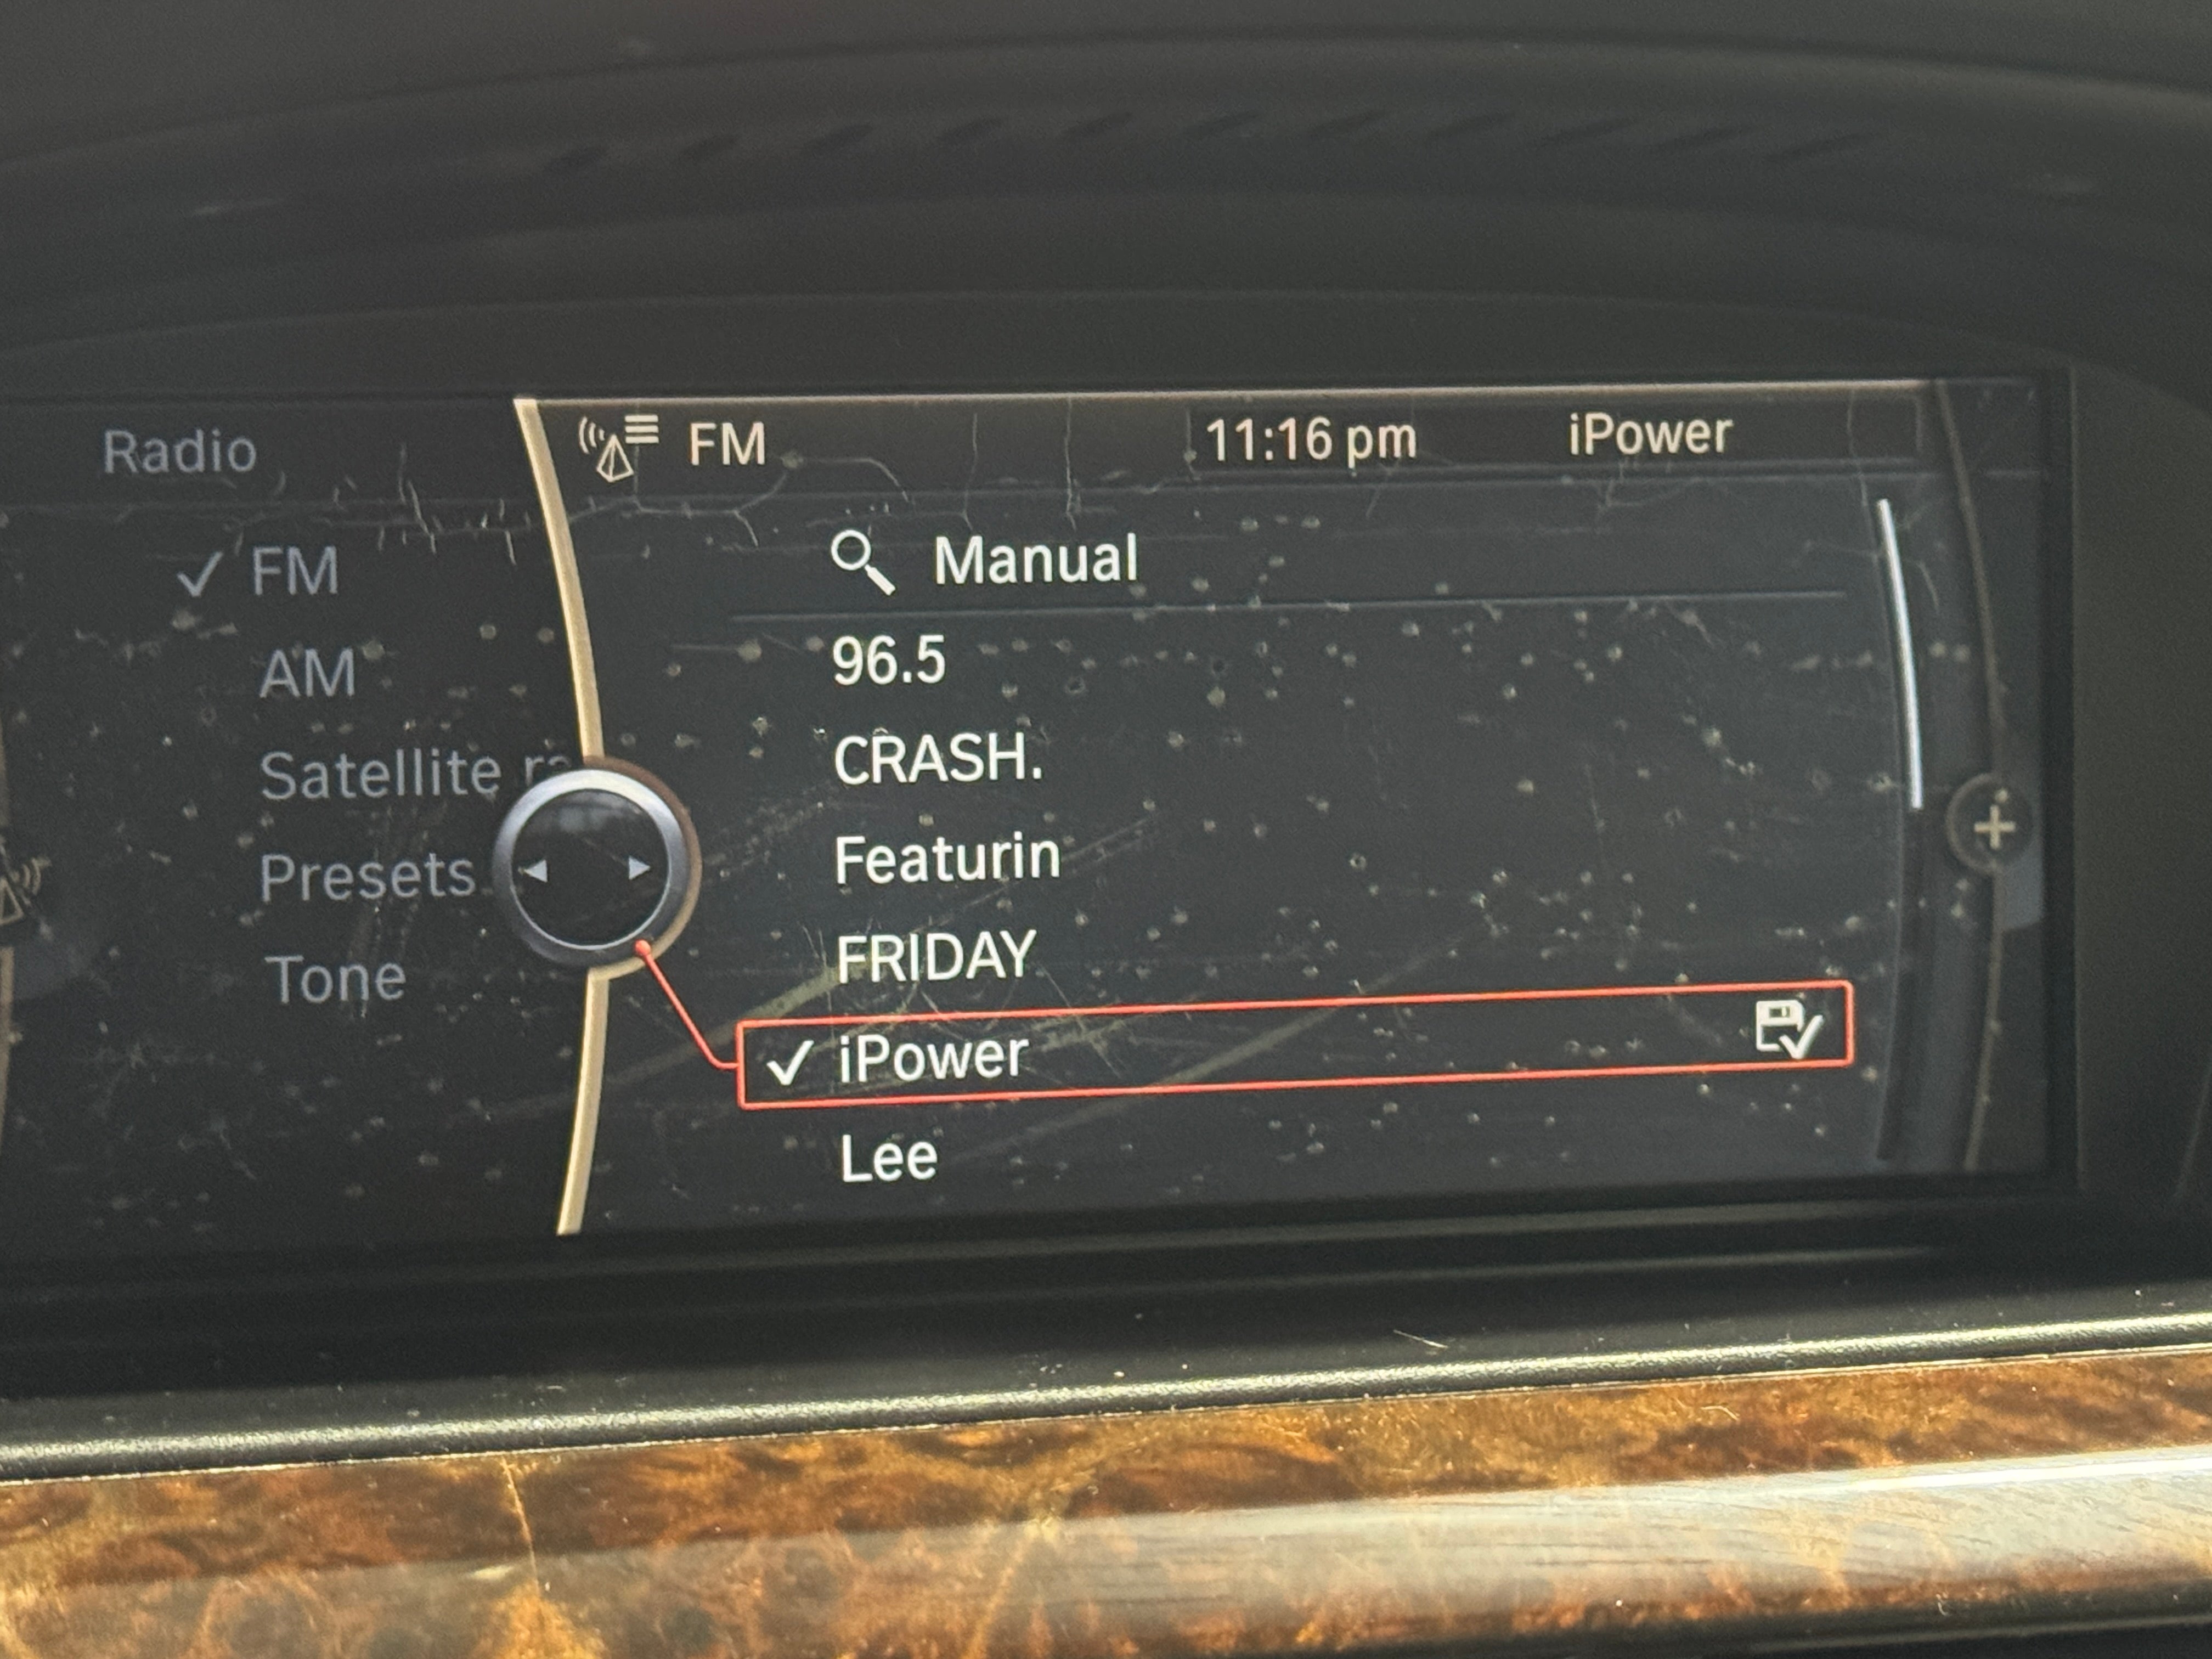 Radio
FM
AM
Satellite
Presets
Tone
FM 11:16 pm iPower
Manual
96.5
CRASH.
Featurin
FRIDAY
iPower
Lee